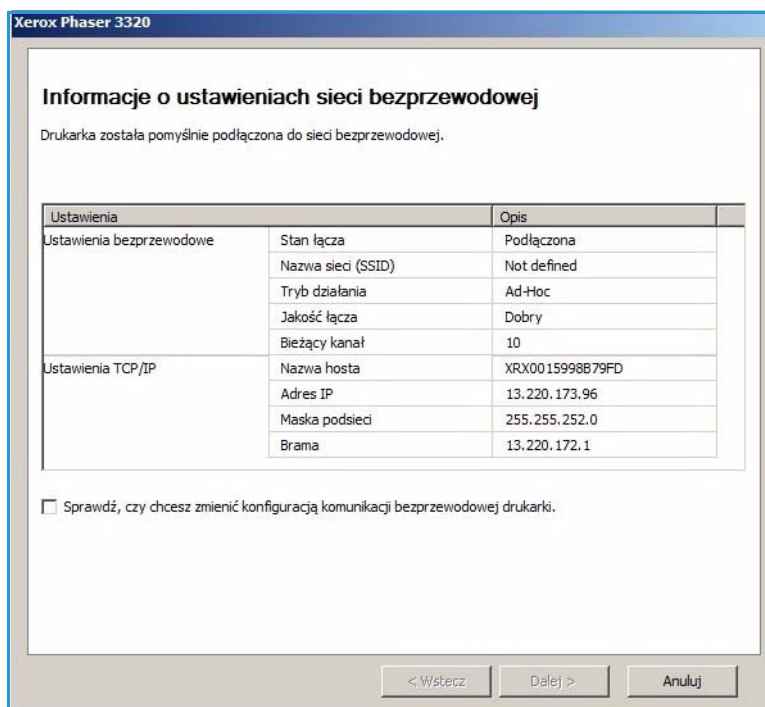 Xerox Phaser 3320
Informacje o ustawieniach sieci bezprzewodowej
Drukarka została pomyślnie podłączona do sieci bezprzewodowej.
Ustawienia Opis
Ustawienia bezprzewodowe Stan łącza Podłączona
Nazwa sieci (SSID) Not defined
Tryb działania Ad-Hoc
Jakość łącza Dobry
Bieżący kanał 10
Ustawienia TCP/IP Nazwa hosta XRX0015998B79FD
Adres IP 13.220.173.96
Maska podsieci 255.255.252.0
Brama 13.220.172.1
Sprawdź, czy chcesz zmienić konfiguracją komunikacji bezprzewodowej drukarki.
< Wstecz Dalej > Anuluj